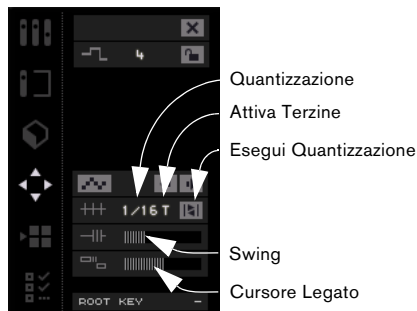 4
Quantizzazione
Attiva Terzine
Esegui Quantizzazione
1/16 T
Swing
Cursore Legato
ROOT KEY –